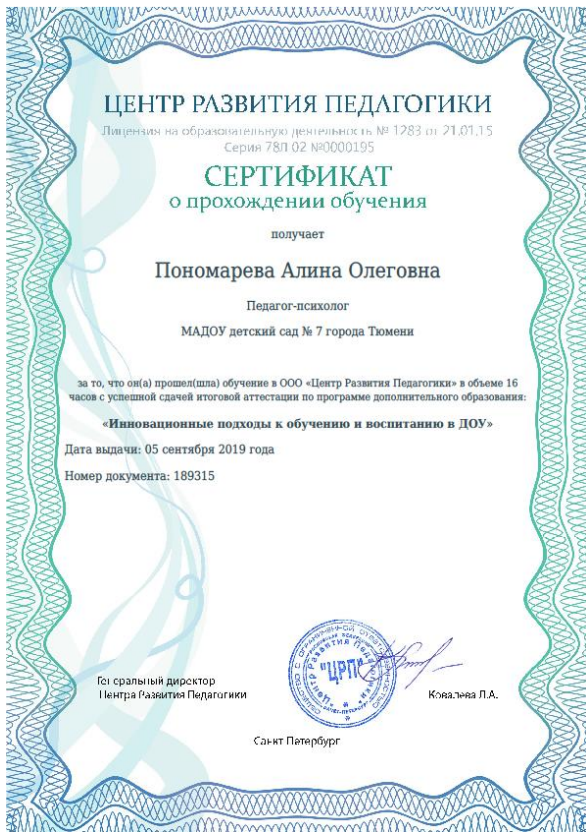 ЦЕНТР РАЗВИТИЯ ПЕДАГОГИКИ
Лицензия на образовательную деятельность № 1283 от 21.01.15
Серия 78Л 02 №0000195
СЕРТИФИКАТ
о прохождении обучения
получает
Пономарева Алина Олеговна
Педагог-психолог
МАДОУ детский сад № 7 города Тюмени
за то, что он(а) прошел(шла) обучение в ООО «Центр Развития Педагогики» в объеме 16
часов с успешной сдачей итоговой аттестации по программе дополнительного образования:
«Инновационные подходы к обучению и воспитанию в ДОУ»
Дата выдачи: 05 сентября 2019 года
Номер документа: 189315
Генеральный директор
Центра Развития Педагогики
"ЦРП"
Ковалева Л.А.
Санкт Петербург